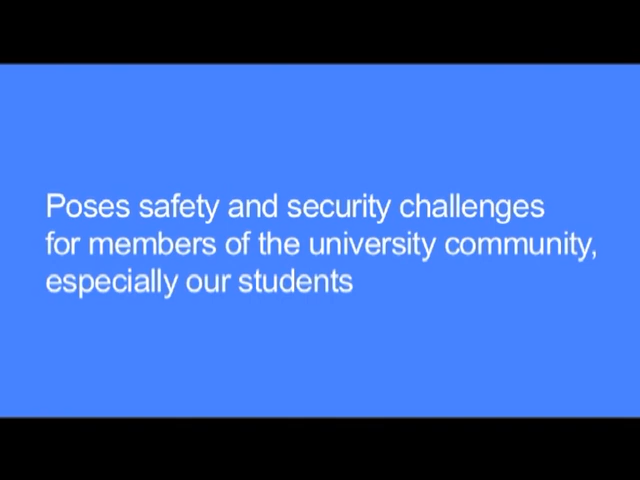 Poses safety and security challenges
for members of the university community,
especially our students